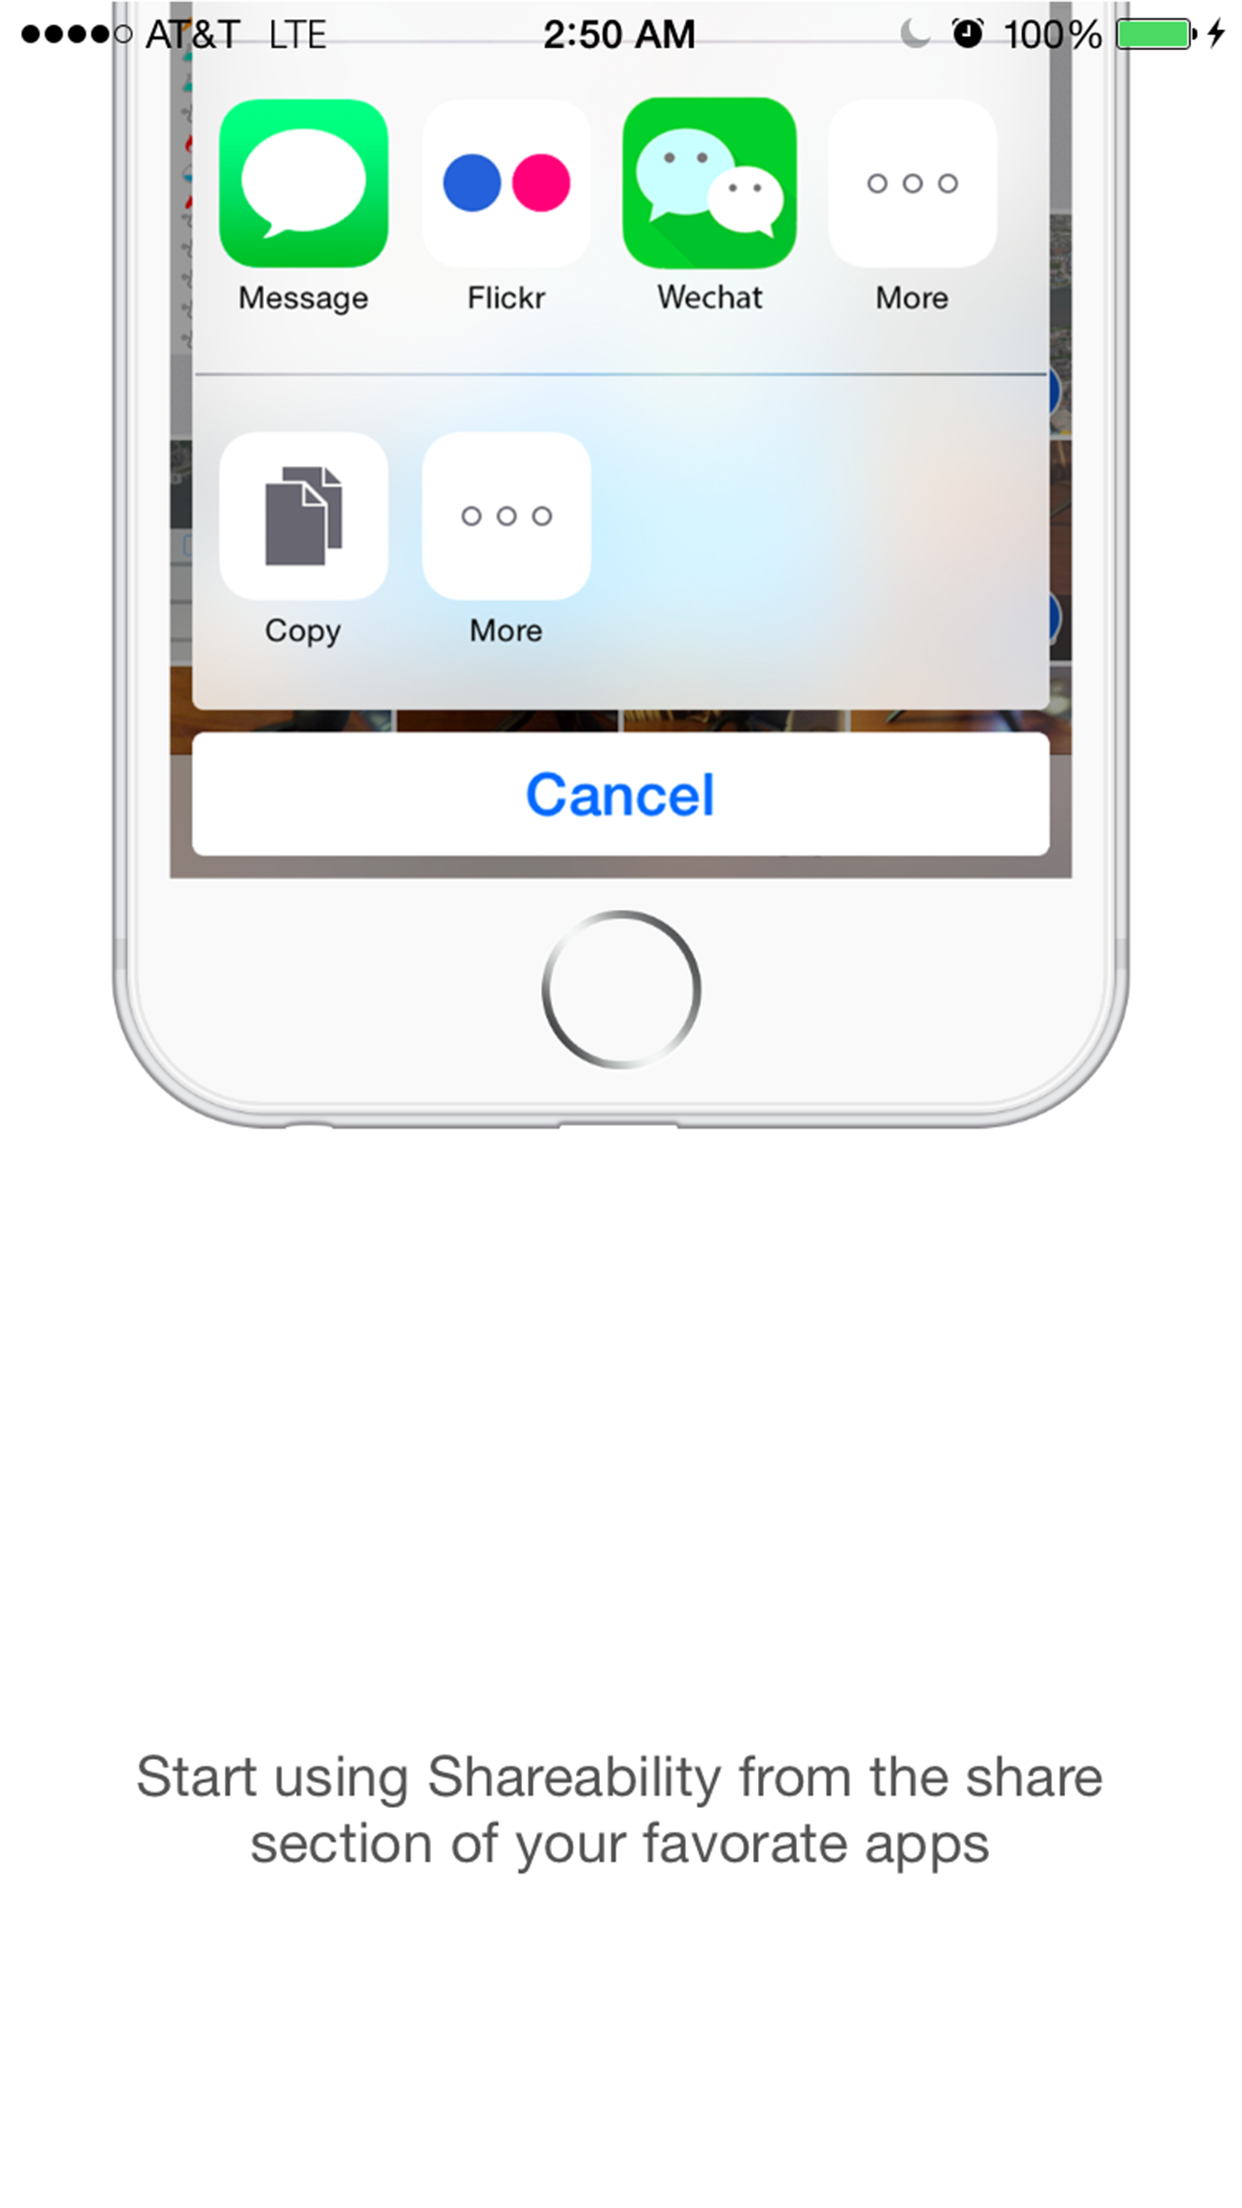 AT&T LTE 2:50 AM 100%
Message Flickr Wechat More
Copy More
Cancel
Start using Shareability from the share
section of your favorate apps